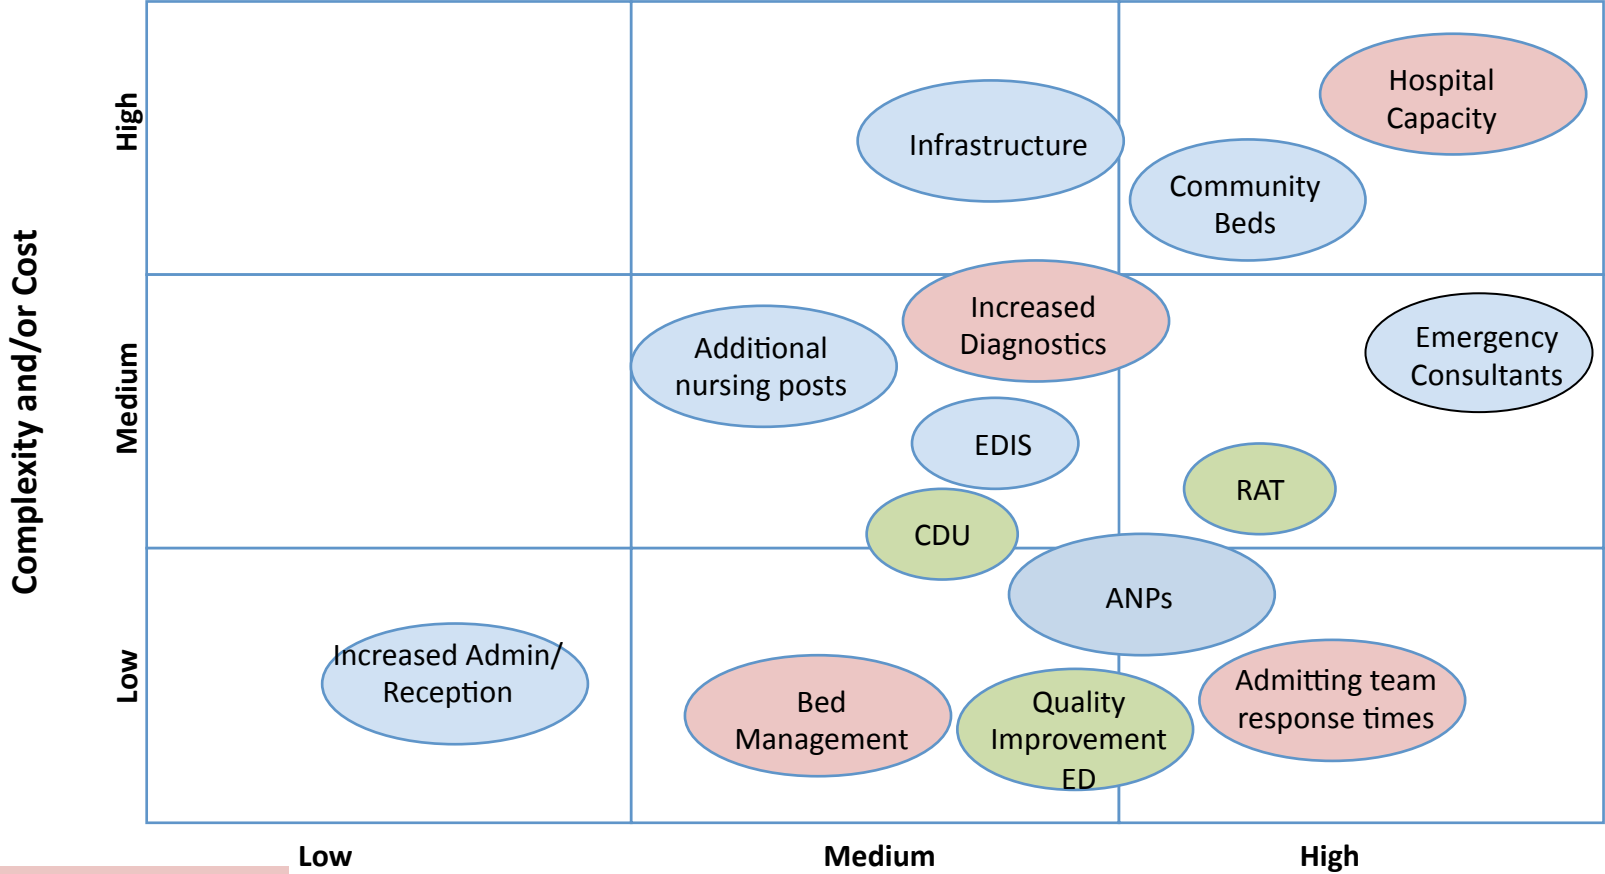 Complexity and/or Cost
High
Medium
Low
Hospital
Capacity
Infrastructure
Community
Beds
Increased
Diagnostics
Additional
nursing posts
Emergency
Consultants
EDIS
RAT
CDU
ANPs
Increased Admin/
Reception
Bed
Management
Quality
Improvement
ED
Admitting team
response times
Low
Medium
High